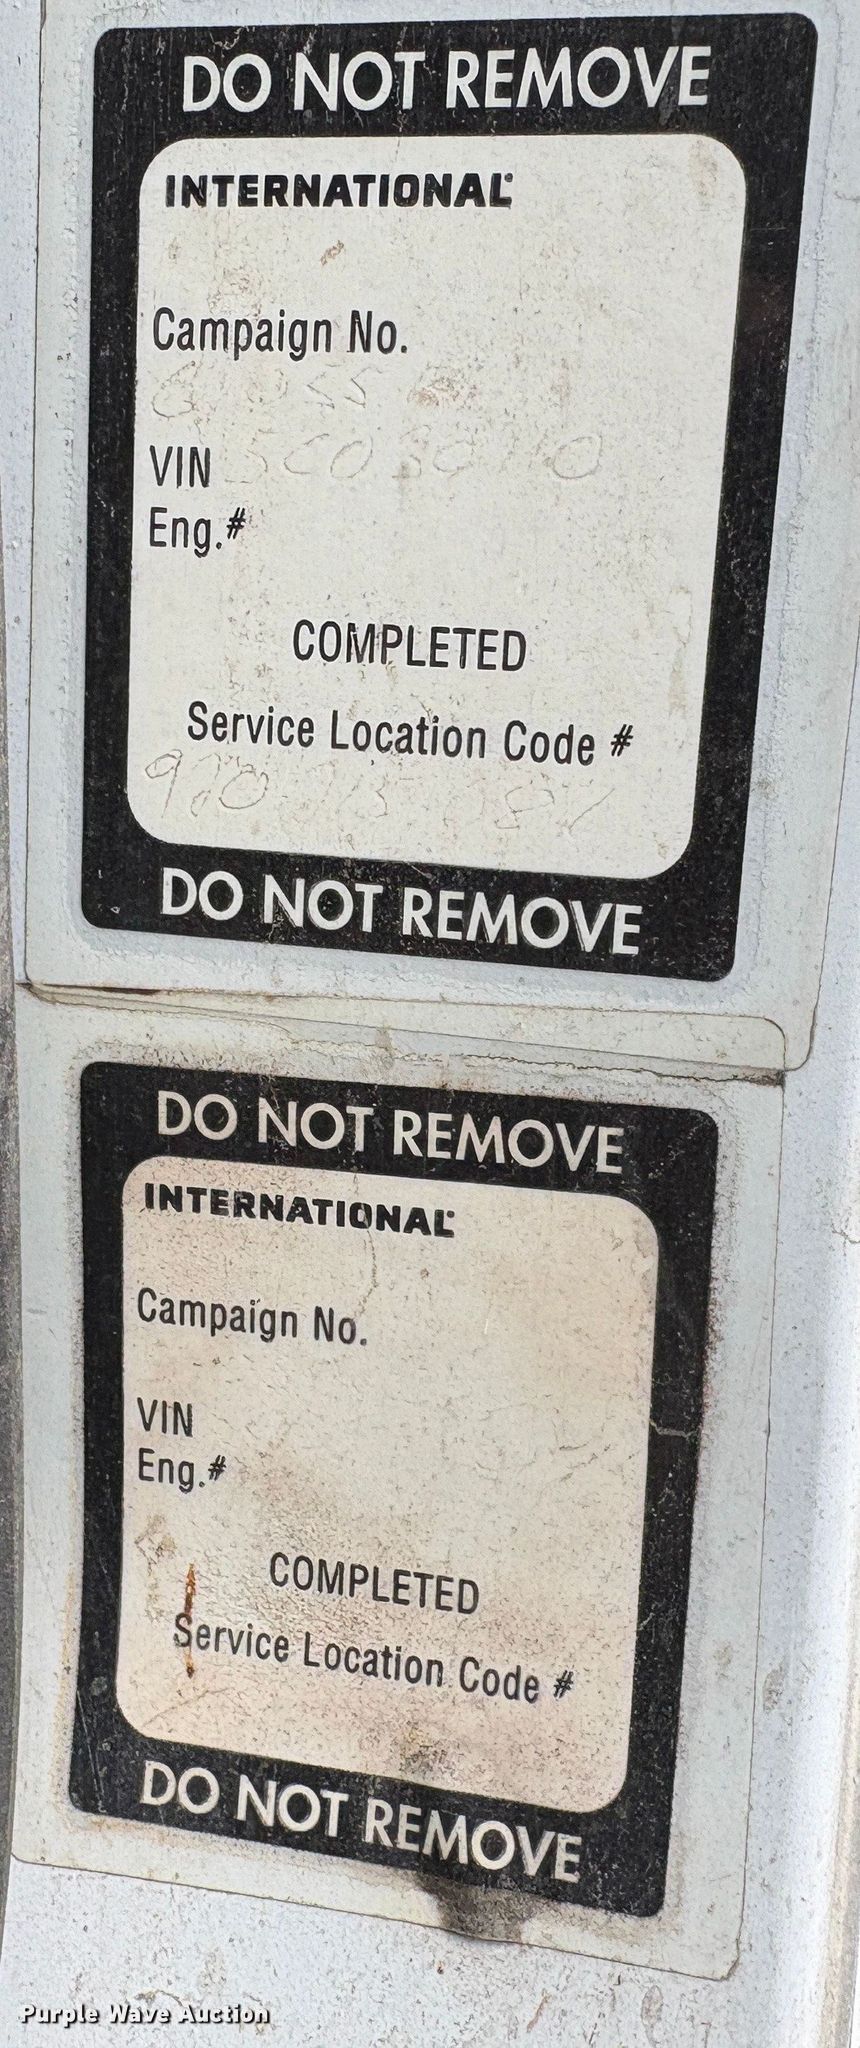 DO NOT REMOVE
INTERNATIONAL®
Campaign No.
VIN
Eng.#
COMPLETED
Service Location Code #
DO NOT REMOVE
DO NOT REMOVE
INTERNATIONAL®
Campaign No.
VIN
Eng.#
COMPLETED
Service Location Code #
DO NOT REMOVE
Purple Wave Auction